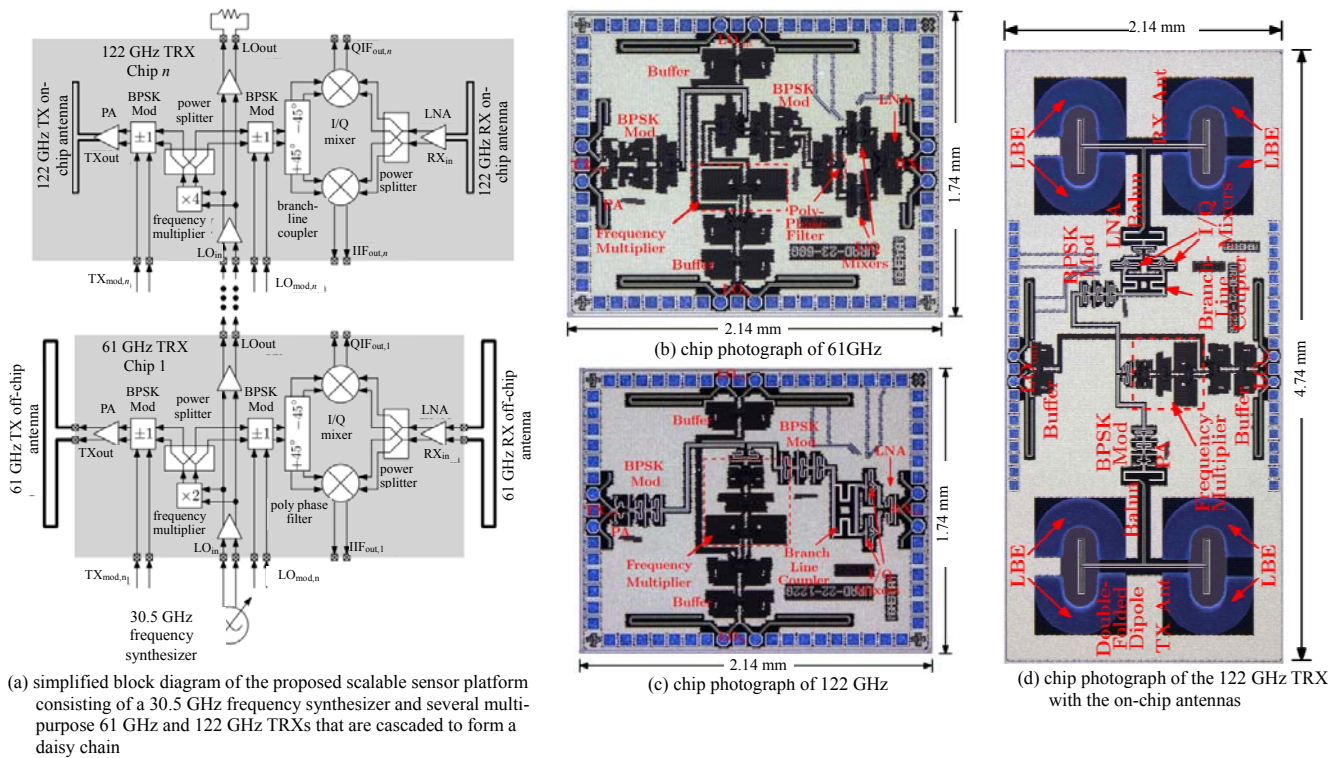 LOout
QIFout,n
122 GHz TRX
Chip n
BPSK
Mod
power
splitter
BPSK
Mod
LNA
PA
±1
±1
-45°
+45°
I/Q
mixer
TXout
RXin
122 GHz TX on-
chip antenna
122 GHz RX on-
chip antenna
×4
frequency
multiplier
branch-
line
coupler
power
splitter
LOin
IIFout,n
TXmod,n
LOmod,n
LOout
QIFout,1
61 GHz TRX
Chip 1
BPSK
Mod
power
splitter
BPSK
Mod
LNA
PA
±1
±1
-45°
+45°
I/Q
mixer
TXout
RXin
61 GHz TX off-chip
antenna
61 GHz RX off-chip
antenna
×2
frequency
multiplier
poly phase
filter
power
splitter
LOin
IIFout,1
TXmod,n
LOmod,n
30.5 GHz
frequency
synthesizer
(a) simplified block diagram of the proposed scalable sensor platform
consisting of a 30.5 GHz frequency synthesizer and several multi-
purpose 61 GHz and 122 GHz TRXs that are cascaded to form a
daisy chain
Buffer
BPSK
Mod
LNA
BPSK
Mod
PA
Frequency
Multiplier
Poly-
Phase
Filter
Mixers
Buffer
1.74 mm
2.14 mm
(b) chip photograph of 61GHz
Buffer
BPSK
Mod
LNA
BPSK
Mod
PA
Frequency
Multiplier
Branch
Line
Coupler
I/Q
Mixers
Buffer
1.74 mm
2.14 mm
(c) chip photograph of 122 GHz
2.14 mm
LBE
RX Ant
LBE
Balun
LNA
I/Q
Mixers
BPSK
Mod
Branch-
Line
Coupler
Buffer
Buffer
BPSK
Mod
PA
Frequency
Multiplier
Balun
LBE
LBE
Double-
Folded
Dipole
TX Ant
4.74 mm
(d) chip photograph of the 122 GHz TRX
with the on-chip antennas